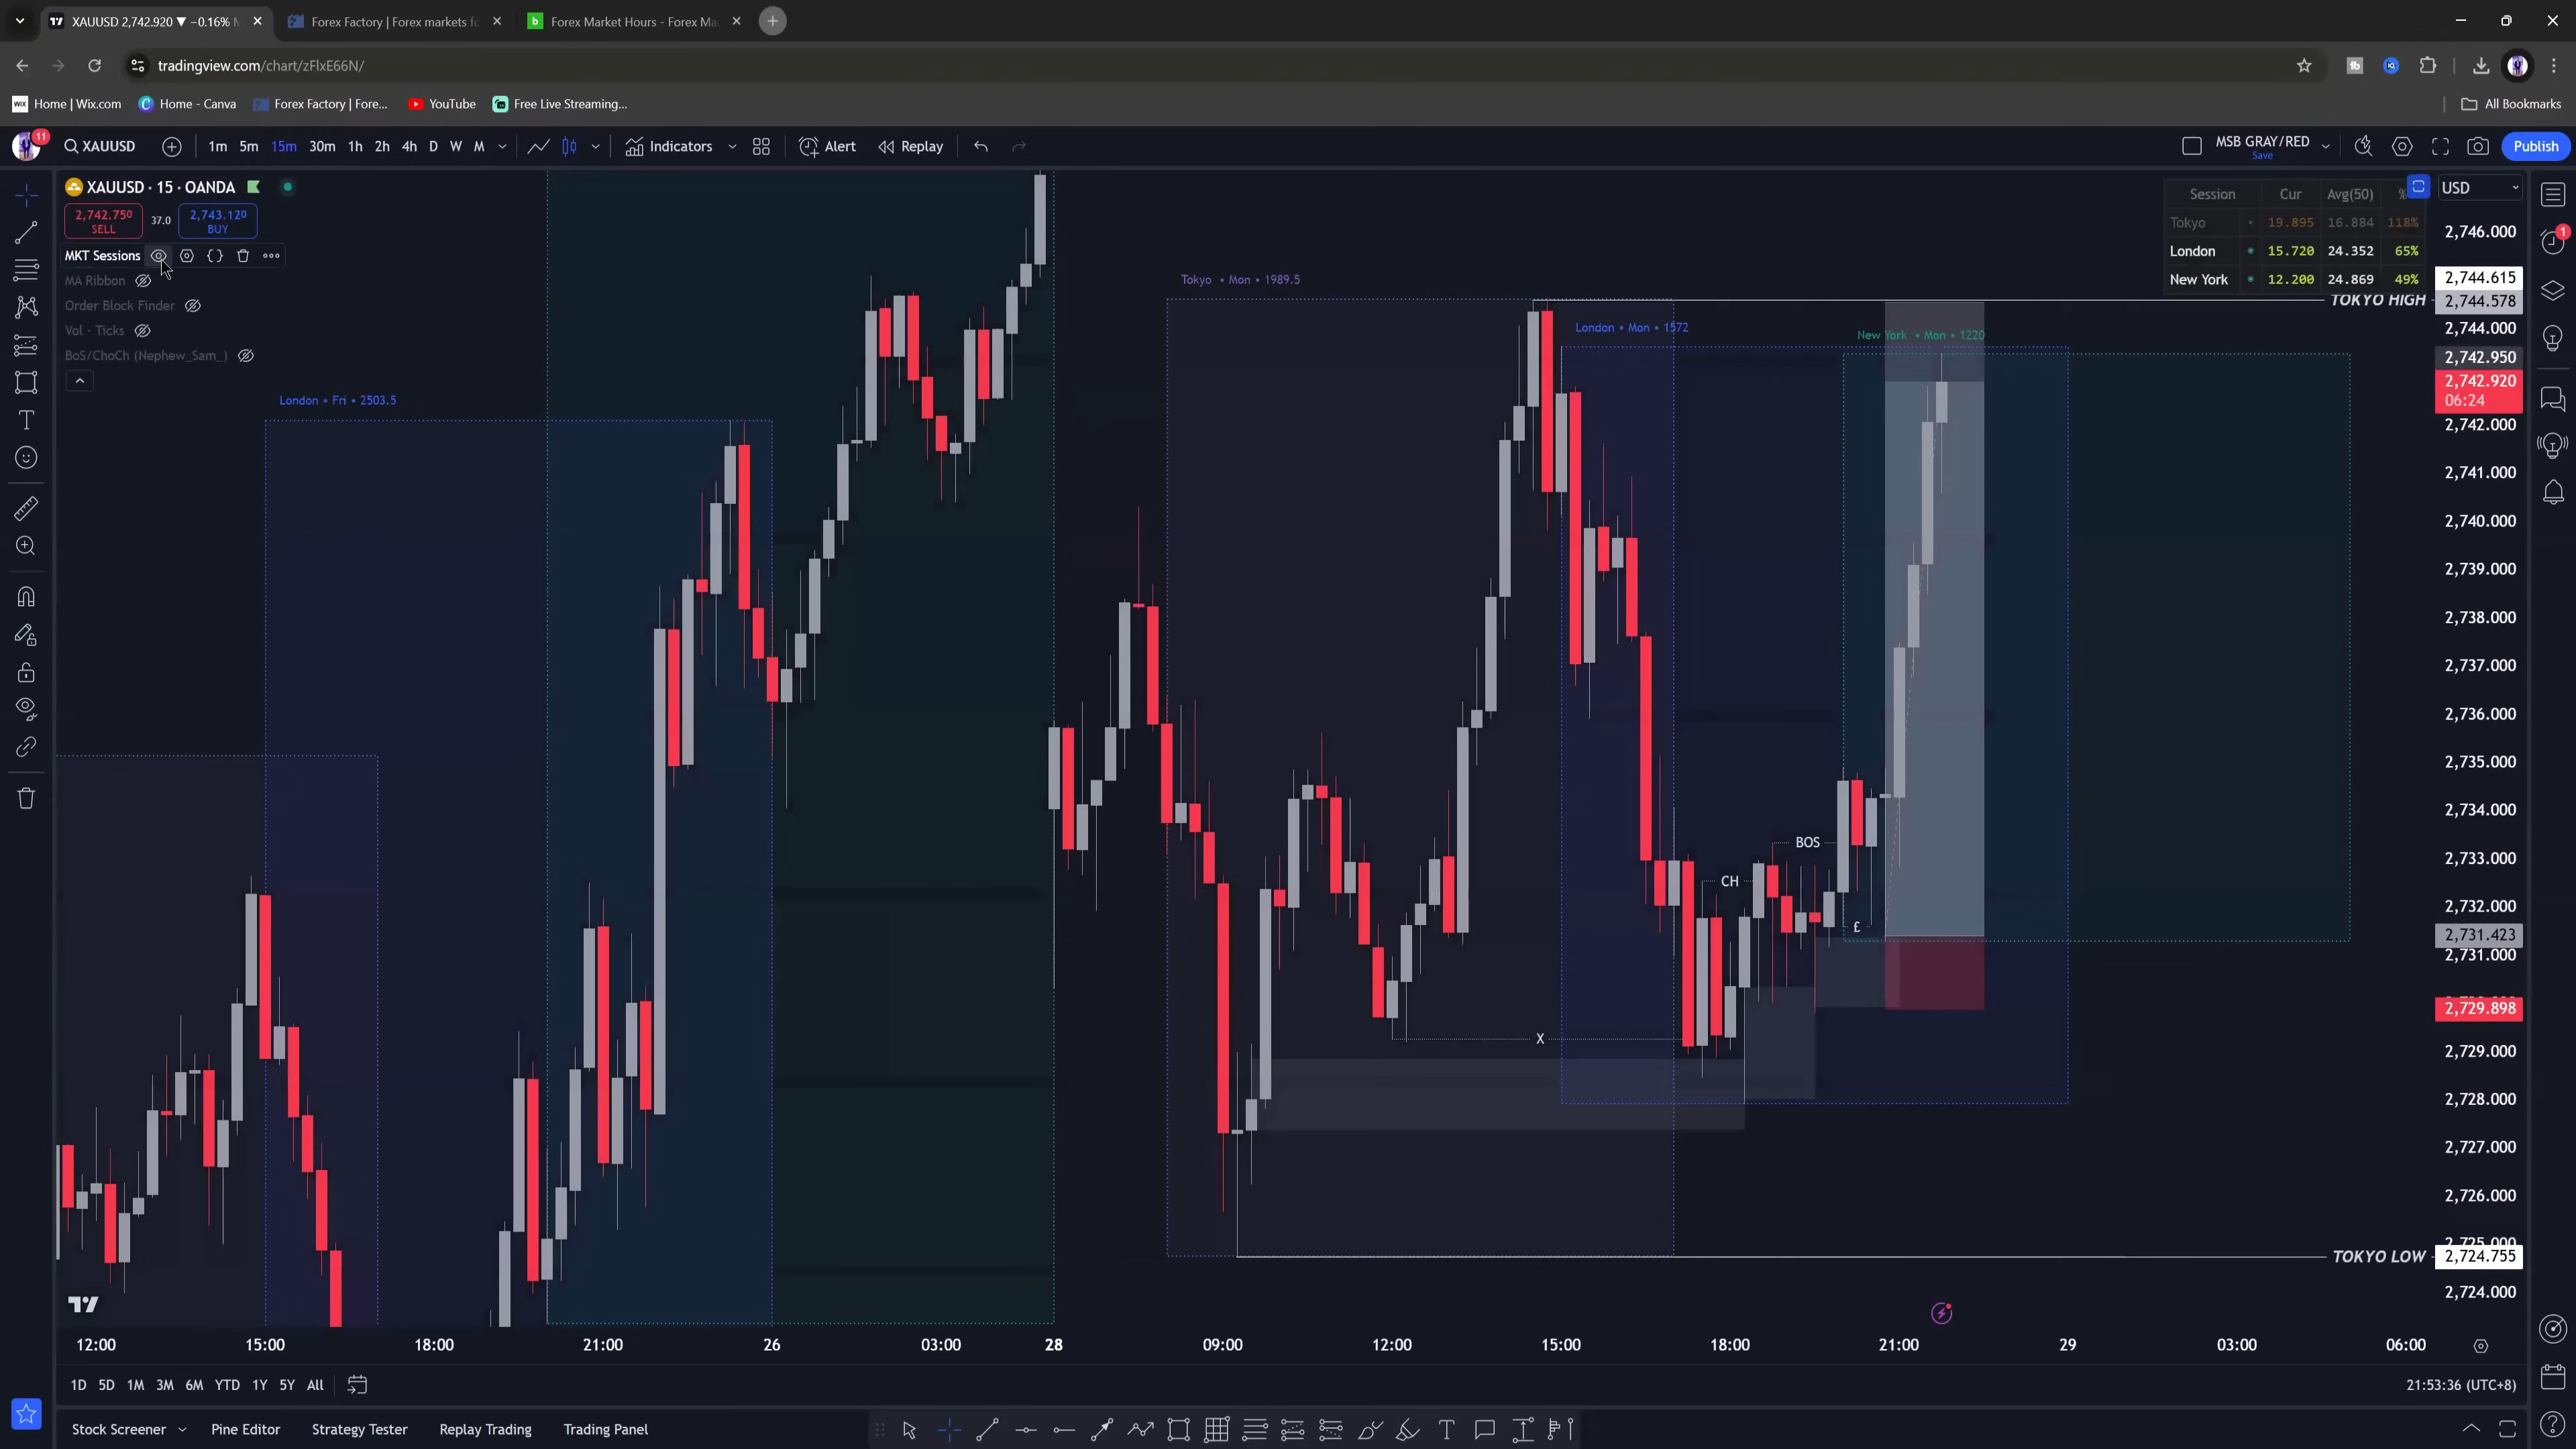 XAUUSD 2,742.920 ▼ −0.16%
Forex Factory | Forex markets f
Forex Market Hours - Forex Ma
tradingview.com/chart/zFlxE66N/
Home | Wix.com
Home - Canva
Forex Factory | Fore...
YouTube
Free Live Streaming...
All Bookmarks
11
XAUUSD
1m 5m 15m 30m 1h 2h 4h D W M
Indicators
Alert
Replay
MSB GRAY/RED
Save
Publish
XAUUSD · 15 · OANDA
2,742.750
SELL
37.0
2,743.120
BUY
MKT Sessions
MA Ribbon
Order Block Finder
Vol · Ticks
BoS/ChoCh (Nephew_Sam_)
Session Cur Avg(50) %
Tokyo • 19.895 16.884 118%
London • 15.720 24.352 65%
New York • 12.200 24.869 49%
USD
1
London • Fri • 2503.5
Tokyo • Mon • 1989.5
London • Mon • 1572
New York • Mon • 1220
TOKYO HIGH
BOS
CH
£
X
TOKYO LOW
2,746.000
2,744.615
2,744.578
2,744.000
2,742.950
2,742.920
06:24
2,742.000
2,741.000
2,740.000
2,739.000
2,738.000
2,737.000
2,736.000
2,735.000
2,734.000
2,733.000
2,732.000
2,731.423
2,731.000
2,729.898
2,729.000
2,728.000
2,727.000
2,726.000
2,725.000
2,724.755
2,724.000
12:00 15:00 18:00 21:00 26 03:00 28 09:00 12:00 15:00 18:00 21:00 29 03:00 06:00
1D 5D 1M 3M 6M YTD 1Y 5Y All
21:53:36 (UTC+8)
Stock Screener
Pine Editor
Strategy Tester
Replay Trading
Trading Panel